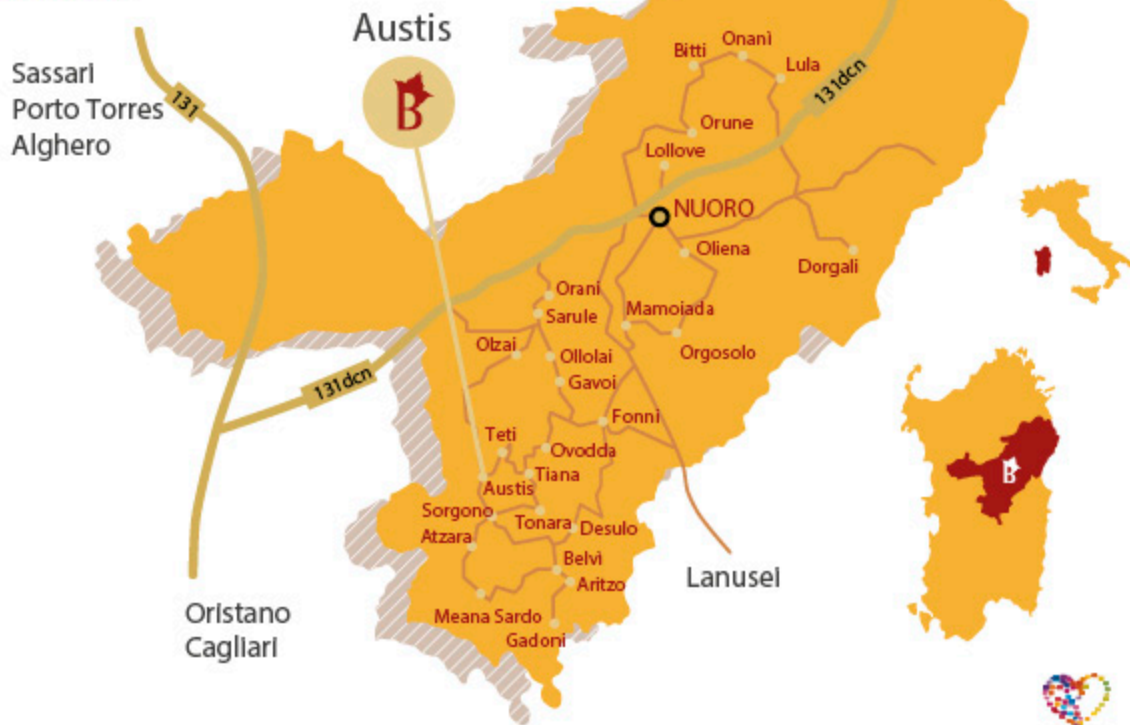 Austis
B
Sassari
Porto Torres
Alghero
131
131dcn
Bitti
Onanì
Lula
Orune
Lollove
NUORO
Oliena
Dorgali
Orani
Sarule
Mamoiada
Olzai
Ollolai
Orgosolo
Gavoi
131dcn
Fonni
Teti
Ovodda
Tiana
Austis
Sorgono
Tonara
Desulo
Atzara
Belvì
Aritzo
Lanusei
Meana Sardo
Gadoni
Oristano
Cagliari
B